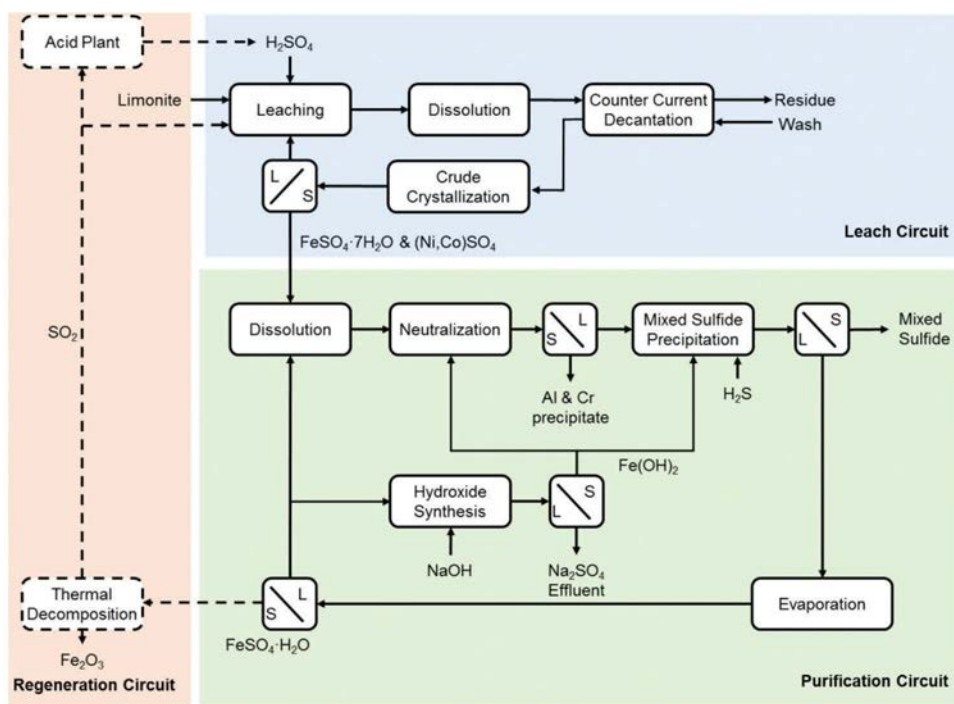 Acid Plant
H₂SO₄
Limonite
Leaching
Dissolution
Counter Current
Decantation
Residue
Wash
L
S
Crude
Crystallization
FeSO₄·7H₂O & (Ni,Co)SO₄
Leach Circuit
SO₂
Dissolution
Neutralization
S
L
Mixed Sulfide
Precipitation
L
S
Mixed
Sulfide
Al & Cr
precipitate
H₂S
Fe(OH)₂
Hydroxide
Synthesis
L
S
NaOH
Na₂SO₄
Effluent
Thermal
Decomposition
S
L
Evaporation
FeSO₄·H₂O
Fe₂O₃
Regeneration Circuit
Purification Circuit